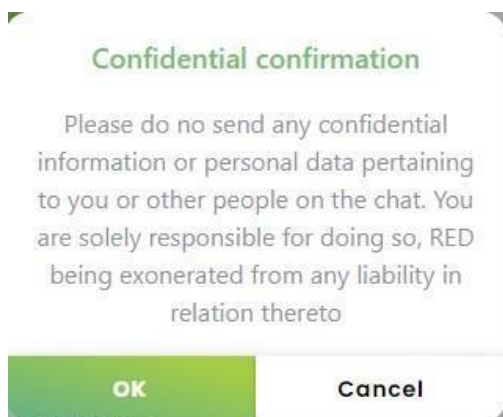 Confidential confirmation
Please do no send any confidential
information or personal data pertaining
to you or other people on the chat. You
are solely responsible for doing so, RED
being exonerated from any liability in
relation thereto
OK
Cancel